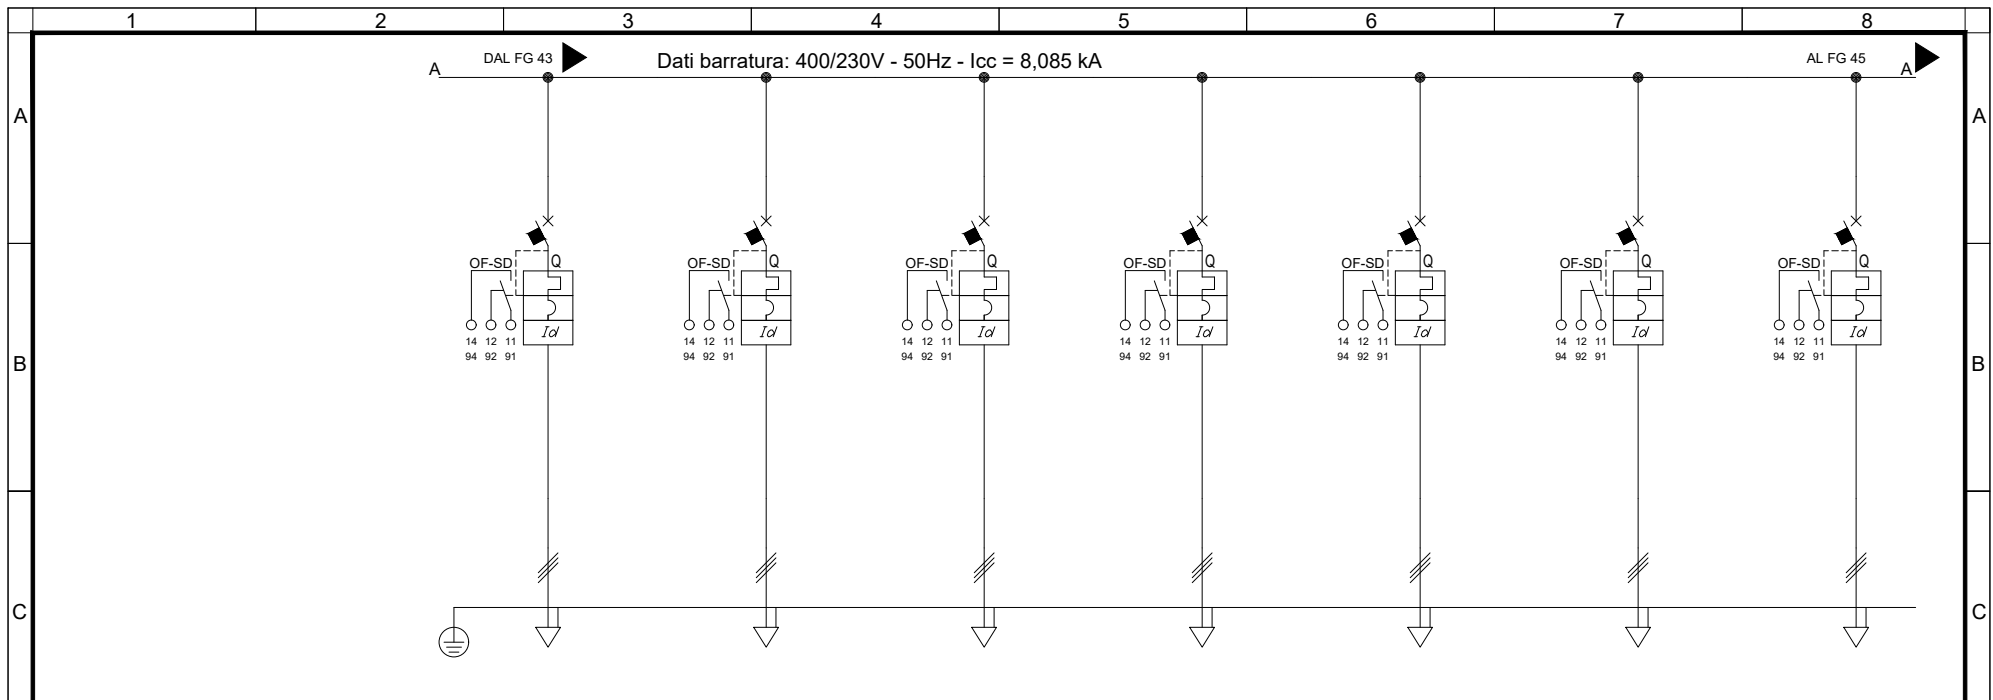 1 2 3 4 5 6 7 8
DAL FG 43 Dati barratura: 400/230V - 50Hz - Icc = 8,085 kA AL FG 45
A A
A A
OF-SD Q OF-SD Q OF-SD Q OF-SD Q OF-SD Q OF-SD Q OF-SD Q
Id Id Id Id Id Id Id
14 12 11 14 12 11 14 12 11 14 12 11 14 12 11 14 12 11 14 12 11
94 92 91 94 92 91 94 92 91 94 92 91 94 92 91 94 92 91 94 92 91
B B
C C